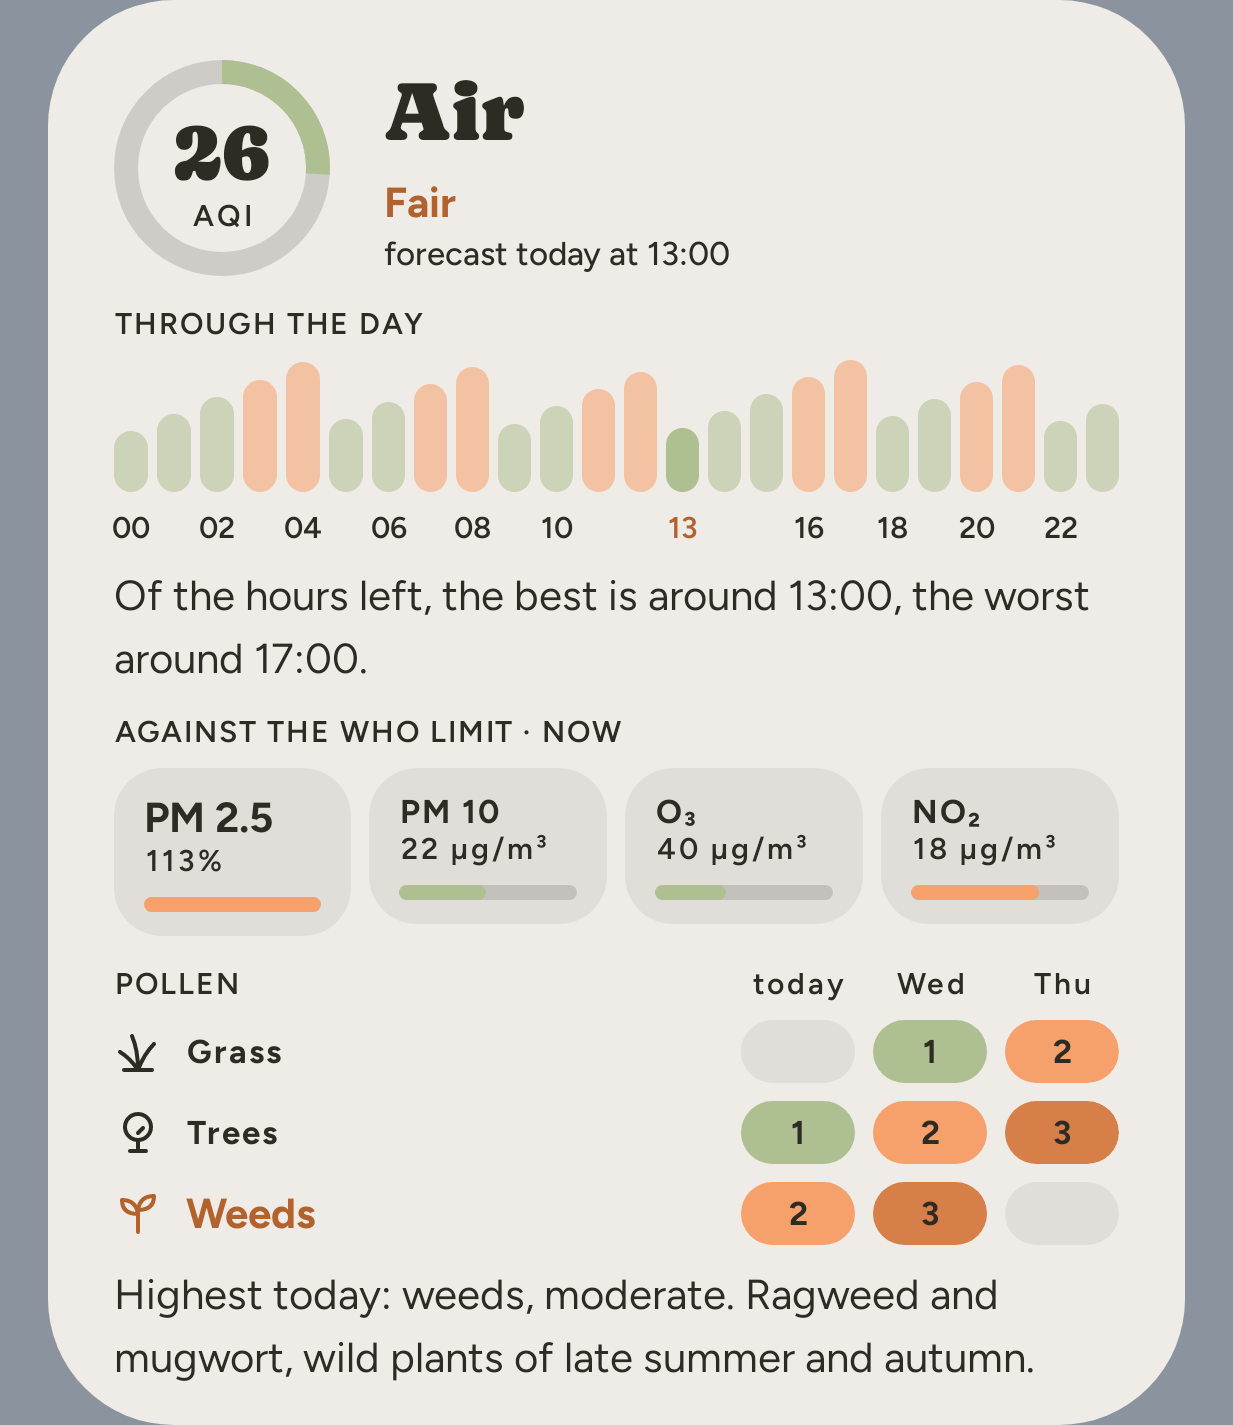 26
AQI
Air
Fair
forecast today at 13:00
THROUGH THE DAY
00 02 04 06 08 10 13 16 18 20 22
Of the hours left, the best is around 13:00, the worst
around 17:00.
AGAINST THE WHO LIMIT · NOW
PM 2.5
113%
PM 10
22 µg/m³
O₃
40 µg/m³
NO₂
18 µg/m³
POLLEN today Wed Thu
Grass 1 2
Trees 1 2 3
Weeds 2 3
Highest today: weeds, moderate. Ragweed and
mugwort, wild plants of late summer and autumn.